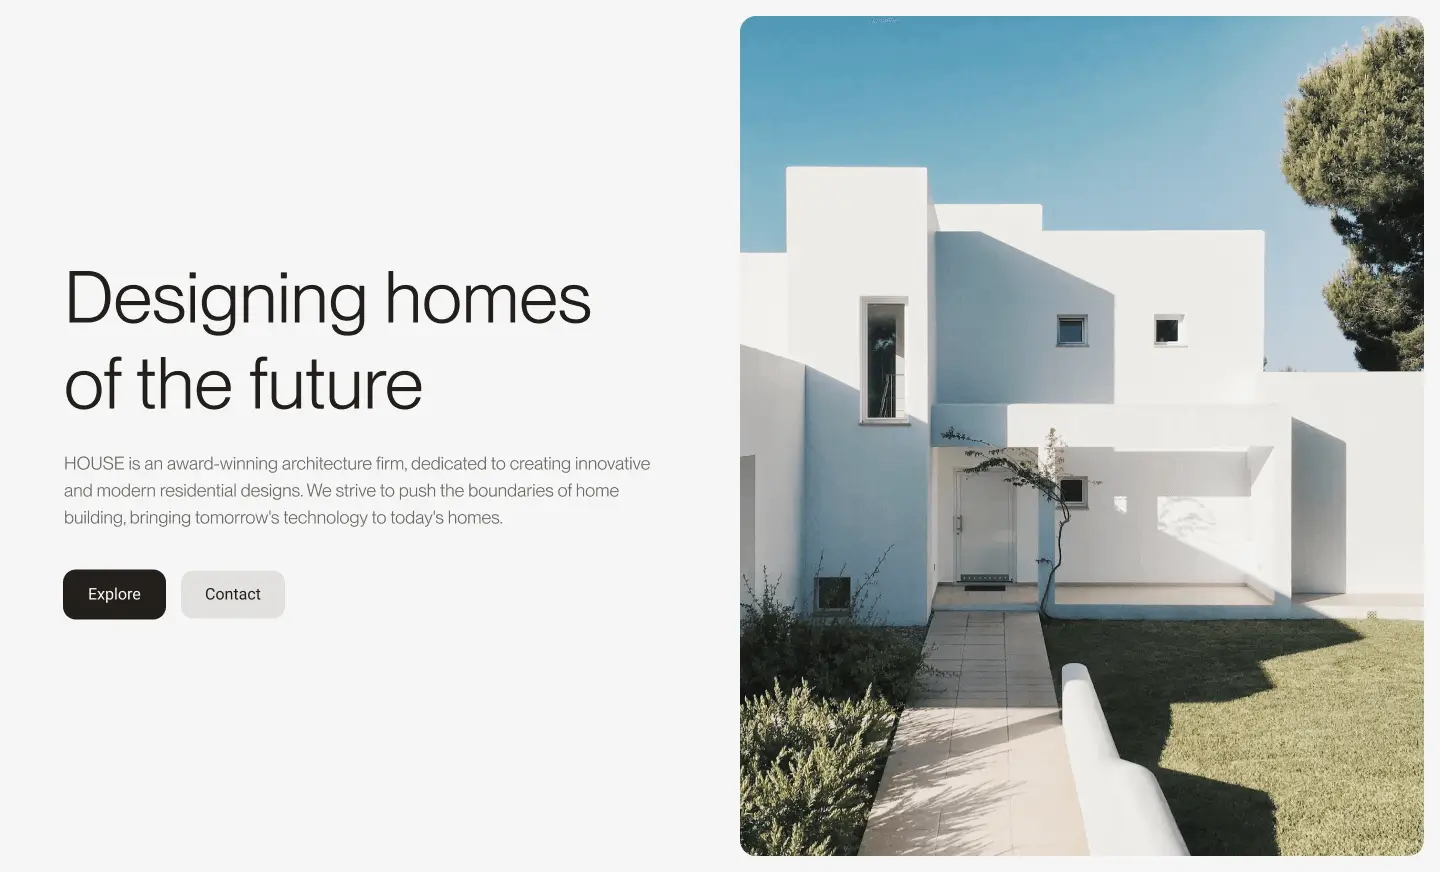 Designing homes
of the future
HOUSE is an award-winning architecture firm, dedicated to creating innovative
and modern residential designs. We strive to push the boundaries of home
building, bringing tomorrow's technology to today's homes.
Explore
Contact